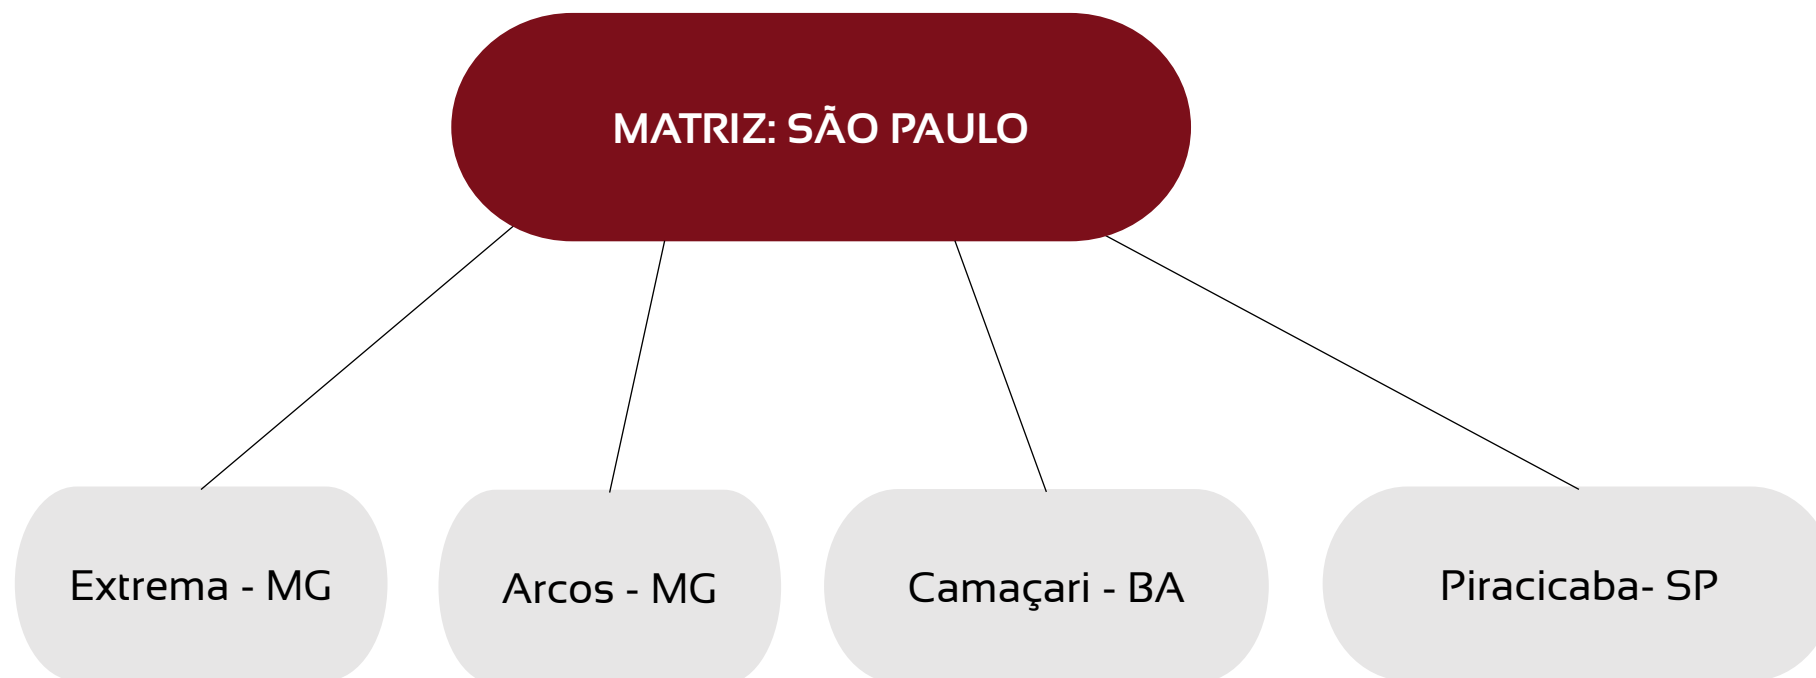 MATRIZ: SÃO PAULO
Extrema - MG
Arcos - MG
Camaçari - BA
Piracicaba- SP